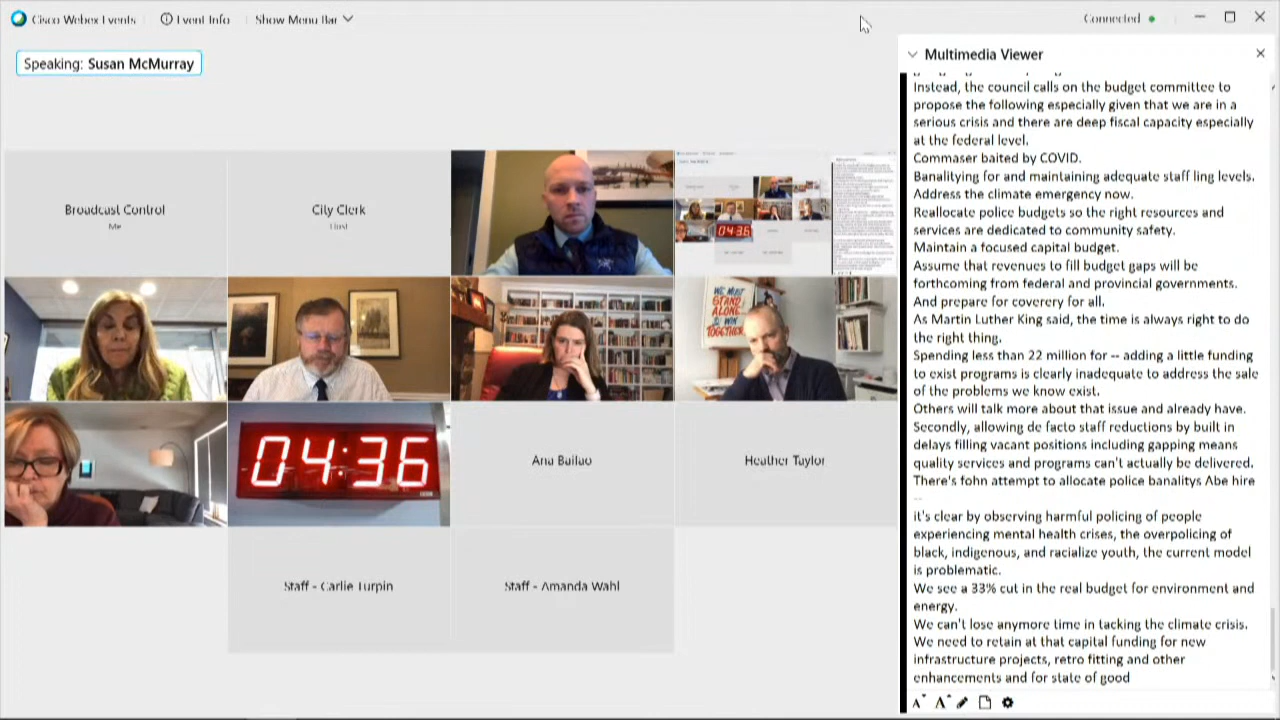 Cisco Webex Events
Event Info
Show Menu Bar
Connected
Speaking: Susan McMurray
Multimedia Viewer
Instead, the council calls on the budget committee to
propose the following especially given that we are in a
serious crisis and there are deep fiscal capacity especially
at the federal level.
Commaser baited by COVID.
Banalitying for and maintaining adequate staff ling levels.
Address the climate emergency now.
Reallocate police assets so the right resources and
services are dedicated to community safety.
Maintain a focused capital budget.
Assume that revenues to fill budget gaps will be
forthcoming from federal and provincial governments.
And prepare for coverery for all.
As Martin Luther King said, the time is always right to do
the right thing.
Spending less than 22 million for -- adding a little funding
to exist programs is clearly inadequate to address the sale
of the problems we know exist.
Others will talk more about that issue and already have.
Secondly, allowing de facto staff reductions by built in
delays filling vacant positions including gapping means
quality services and programs can't actually be delivered.
There's fohn attempt to allocate police banalitys Abe hire
--
it's clear by observing harmful policing of people
experiencing mental health crises, the overpolicing of
black, indigenous, and racialize youth, the current model
is problematic.
We see a 33% cut in the real budget for environment and
energy.
We can't lose anymore time in tacking the climate crisis.
We need to retain at that capital funding for new
infrastructure projects, retro fitting and other
enhancements and for state of good
Broadcast Control
Me
City Clerk
Host
04:36
WE MUST
STAND
ALONE
TO WIN
TOGETHER
04:36
Ana Bailao
Heather Taylor
Staff - Carlie Turpin
Staff - Amanda Wahl